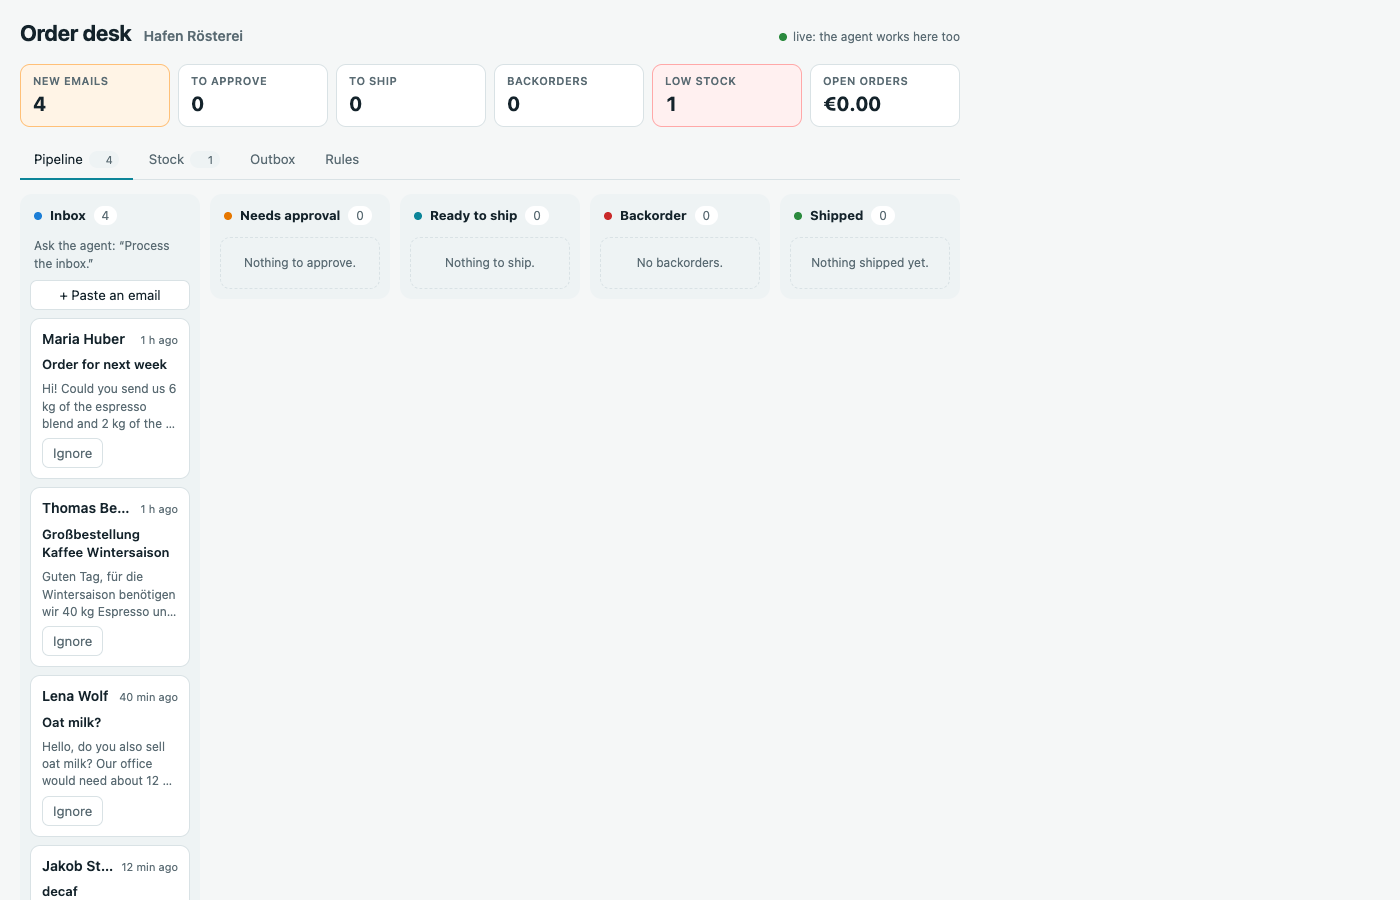 Order desk Hafen Rösterei
live: the agent works here too
NEW EMAILS
4
TO APPROVE
0
TO SHIP
0
BACKORDERS
0
LOW STOCK
1
OPEN ORDERS
€0.00
Pipeline 4 Stock 1 Outbox Rules
Inbox 4
Ask the agent: “Process
the inbox.”
+ Paste an email
Maria Huber 1 h ago
Order for next week
Hi! Could you send us 6
kg of the espresso
blend and 2 kg of the ...
Ignore
Thomas Be... 1 h ago
Großbestellung
Kaffee Wintersaison
Guten Tag, für die
Wintersaison benötigen
wir 40 kg Espresso un...
Ignore
Lena Wolf 40 min ago
Oat milk?
Hello, do you also sell
oat milk? Our office
would need about 12 ...
Ignore
Jakob St... 12 min ago
decaf
Needs approval 0
Nothing to approve.
Ready to ship 0
Nothing to ship.
Backorder 0
No backorders.
Shipped 0
Nothing shipped yet.